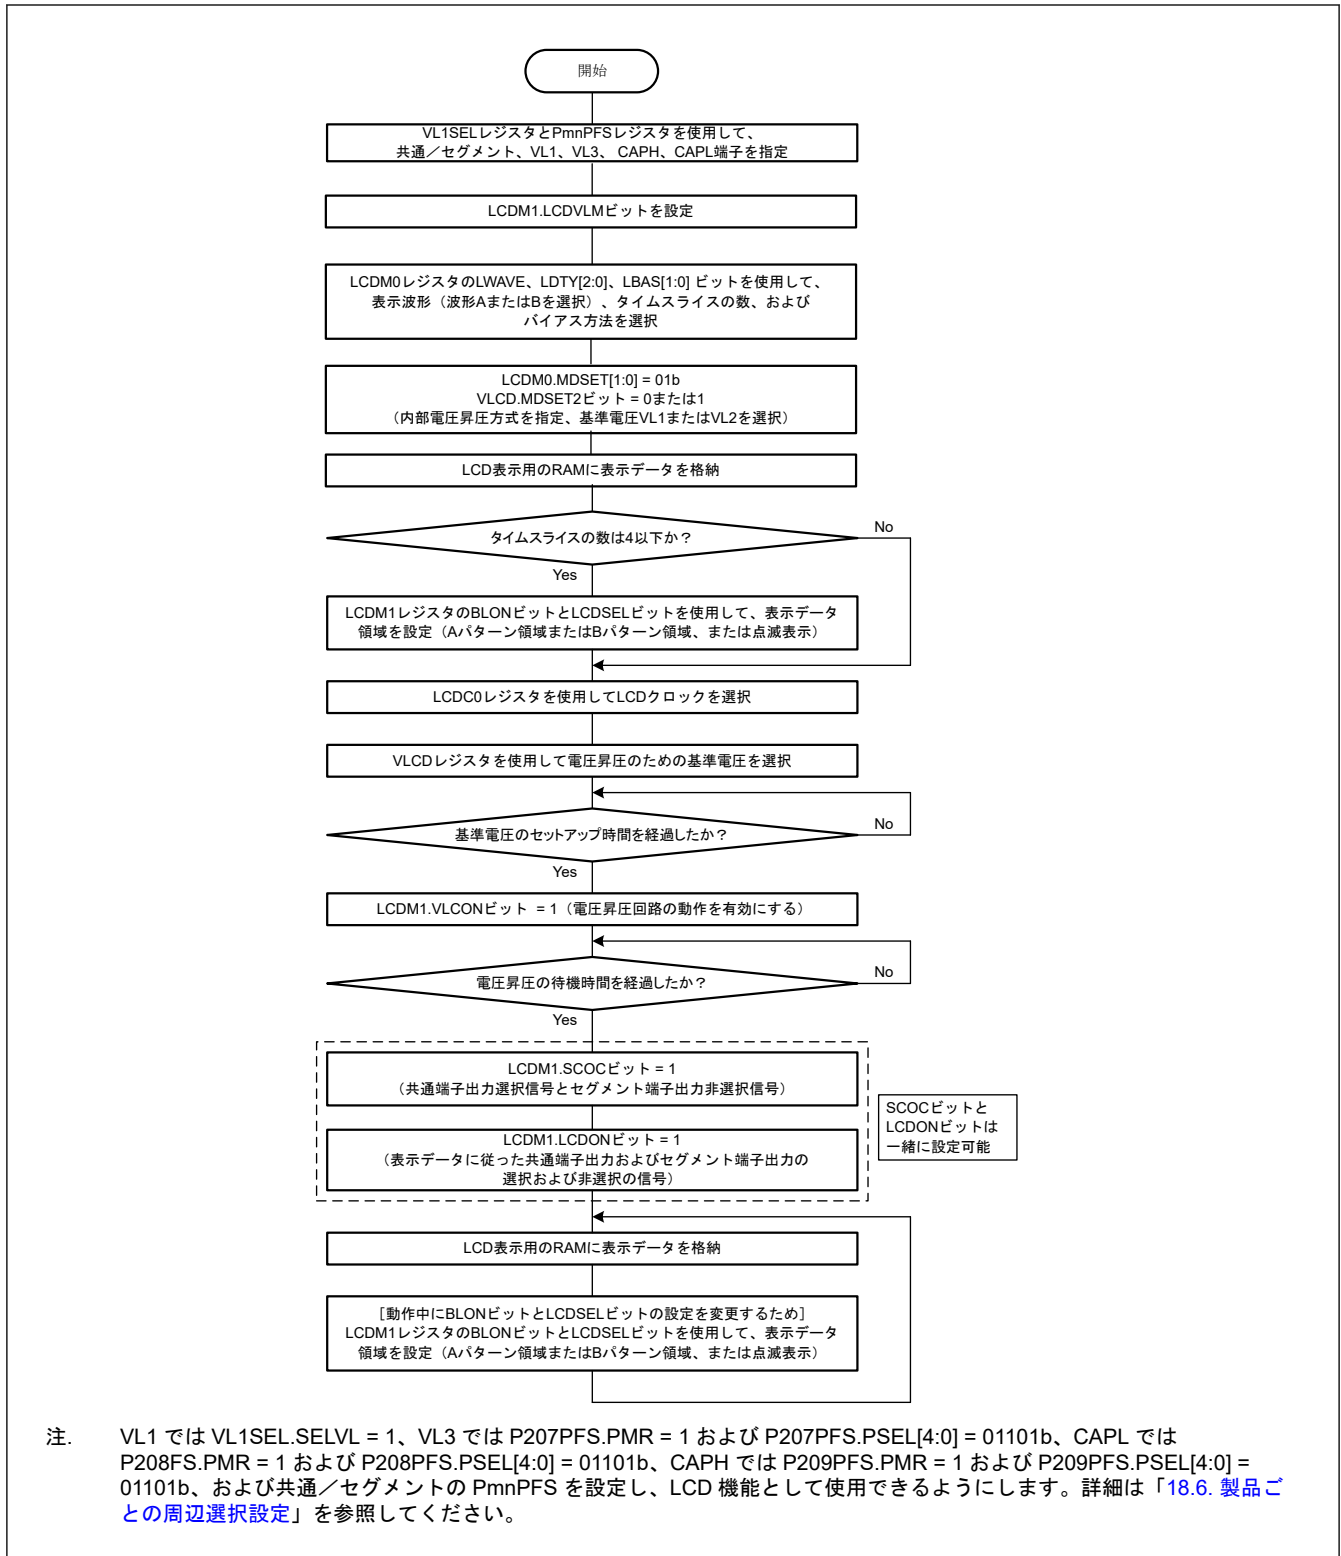 開始
VL1SELレジスタとPmnPFSレジスタを使用して、
共通／セグメント、VL1、VL3、 CAPH、CAPL端子を指定
LCDM1.LCDVLMビットを設定
LCDM0レジスタのLWAVE、LDTY[2:0]、LBAS[1:0] ビットを使用して、
表示波形（波形AまたはBを選択）、タイムスライスの数、および
バイアス方法を選択
LCDM0.MDSET[1:0] = 01b
VLCD.MDSET2ビット = 0または1
（内部電圧昇圧方式を指定、基準電圧VL1またはVL2を選択）
LCD表示用のRAMに表示データを格納
タイムスライスの数は4以下か？
No
Yes
LCDM1レジスタのBLONビットとLCDSELビットを使用して、表示データ
領域を設定（Aパターン領域またはBパターン領域、または点滅表示）
LCDC0レジスタを使用してLCDクロックを選択
VLCDレジスタを使用して電圧昇圧のための基準電圧を選択
基準電圧のセットアップ時間を経過したか？
No
Yes
LCDM1.VLCONビット = 1（電圧昇圧回路の動作を有効にする）
電圧昇圧の待機時間を経過したか？
No
Yes
LCDM1.SCOCビット = 1
（共通端子出力選択信号とセグメント端子出力非選択信号）
SCOCビットと
LCDONビットは
一緒に設定可能
LCDM1.LCDONビット = 1
（表示データに従った共通端子出力およびセグメント端子出力の
選択および非選択の信号）
LCD表示用のRAMに表示データを格納
［動作中にBLONビットとLCDSELビットの設定を変更するため］
LCDM1レジスタのBLONビットとLCDSELビットを使用して、表示データ
領域を設定（Aパターン領域またはBパターン領域、または点滅表示）
注. VL1 では VL1SEL.SELVL = 1、VL3 では P207PFS.PMR = 1 および P207PFS.PSEL[4:0] = 01101b、CAPL では
P208FS.PMR = 1 および P208PFS.PSEL[4:0] = 01101b、CAPH では P209PFS.PMR = 1 および P209PFS.PSEL[4:0] =
01101b、および共通／セグメントの PmnPFS を設定し、LCD 機能として使用できるようにします。詳細は「18.6. 製品ご
との周辺選択設定」を参照してください。